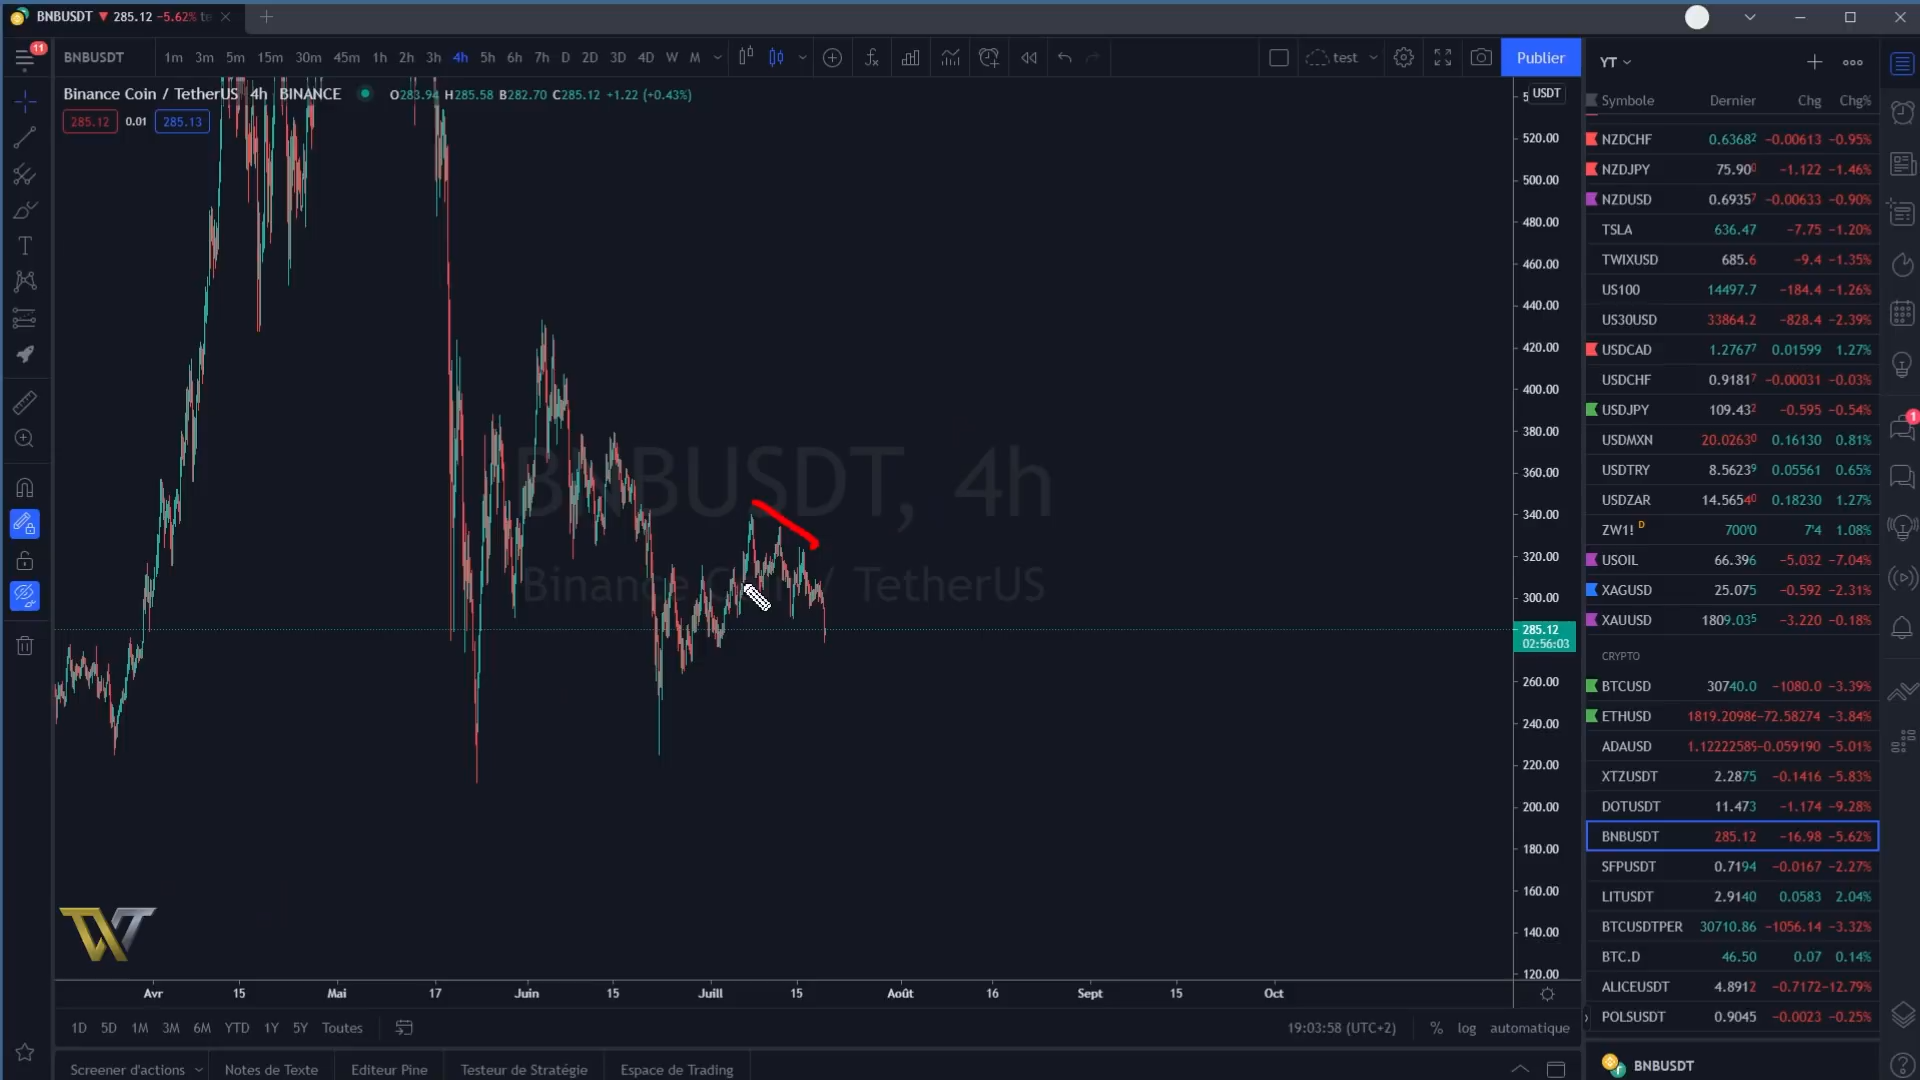 BNBUSDT ▼ 285.12 −5.62% te
11
BNBUSDT 1m 3m 5m 15m 30m 45m 1h 2h 3h 4h 5h 6h 7h D 2D 3D 4D W M test Publier
Binance Coin / TetherUS 4h BINANCE O283.94 H285.58 B282.70 C285.12 +1.22 (+0.43%)
285.12 0.01 285.13
BNBUSDT, 4h
Binance Coin / TetherUS
USDT
520.00
500.00
480.00
460.00
440.00
420.00
400.00
380.00
360.00
340.00
320.00
300.00
285.12
02:56:03
260.00
240.00
220.00
200.00
180.00
160.00
140.00
120.00
Avr 15 Mai 17 Juin 15 Juill 15 Août 16 Sept 15 Oct
1D 5D 1M 3M 6M YTD 1Y 5Y Toutes 19:03:58 (UTC+2) % log automatique
Screener d'actions Notes de Texte Editeur Pine Testeur de Stratégie Espace de Trading
YT
Symbole Dernier Chg Chg%
NZDCHF 0.63682 −0.00613 −0.95%
NZDJPY 75.900 −1.122 −1.46%
NZDUSD 0.69357 −0.00633 −0.90%
TSLA 636.47 −7.75 −1.20%
TWIXUSD 685.6 −9.4 −1.35%
US100 14497.7 −184.4 −1.26%
US30USD 33864.2 −828.4 −2.39%
USDCAD 1.27677 0.01599 1.27%
USDCHF 0.91817 −0.00031 −0.03%
USDJPY 109.432 −0.595 −0.54%
USDMXN 20.02630 0.16130 0.81%
USDTRY 8.56239 0.05561 0.65%
USDZAR 14.56540 0.18230 1.27%
ZW1! D 700'0 7'4 1.08%
USOIL 66.396 −5.032 −7.04%
XAGUSD 25.075 −0.592 −2.31%
XAUUSD 1809.035 −3.220 −0.18%
CRYPTO
BTCUSD 30740.0 −1080.0 −3.39%
ETHUSD 1819.2098 −72.58274 −3.84%
ADAUSD 1.1222258 −0.059190 −5.01%
XTZUSDT 2.2875 −0.1416 −5.83%
DOTUSDT 11.473 −1.174 −9.28%
BNBUSDT 285.12 −16.98 −5.62%
SFPUSDT 0.7194 −0.0167 −2.27%
LITUSDT 2.9140 0.0583 2.04%
BTCUSDTPER 30710.86 −1056.14 −3.32%
BTC.D 46.50 0.07 0.14%
ALICEUSDT 4.8912 −0.7172 −12.79%
POLSUSDT 0.9045 −0.0023 −0.25%
BNBUSDT
1